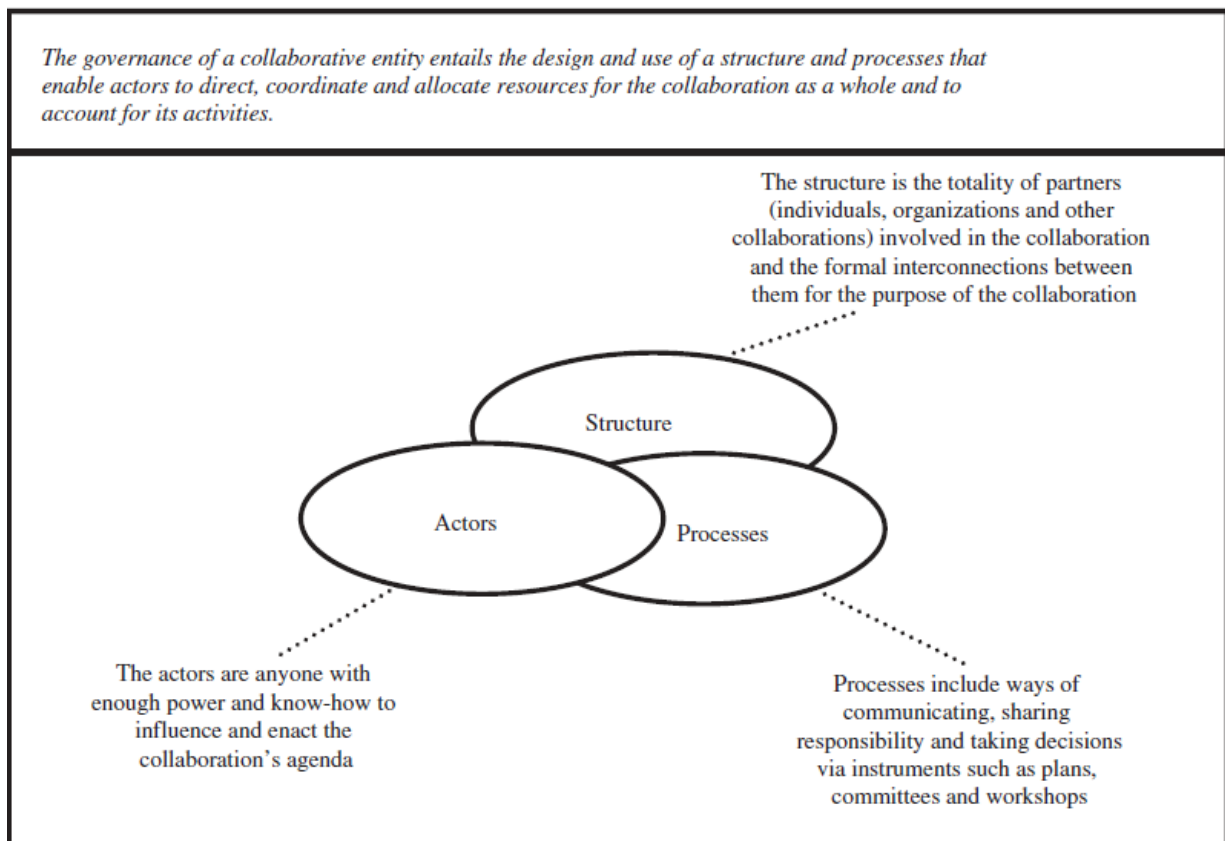 The governance of a collaborative entity entails the design and use of a structure and processes that
enable actors to direct, coordinate and allocate resources for the collaboration as a whole and to
account for its activities.
The structure is the totality of partners
(individuals, organizations and other
collaborations) involved in the collaboration
and the formal interconnections between
them for the purpose of the collaboration
Structure
Actors
Processes
The actors are anyone with
enough power and know-how to
influence and enact the
collaboration's agenda
Processes include ways of
communicating, sharing
responsibility and taking decisions
via instruments such as plans,
committees and workshops